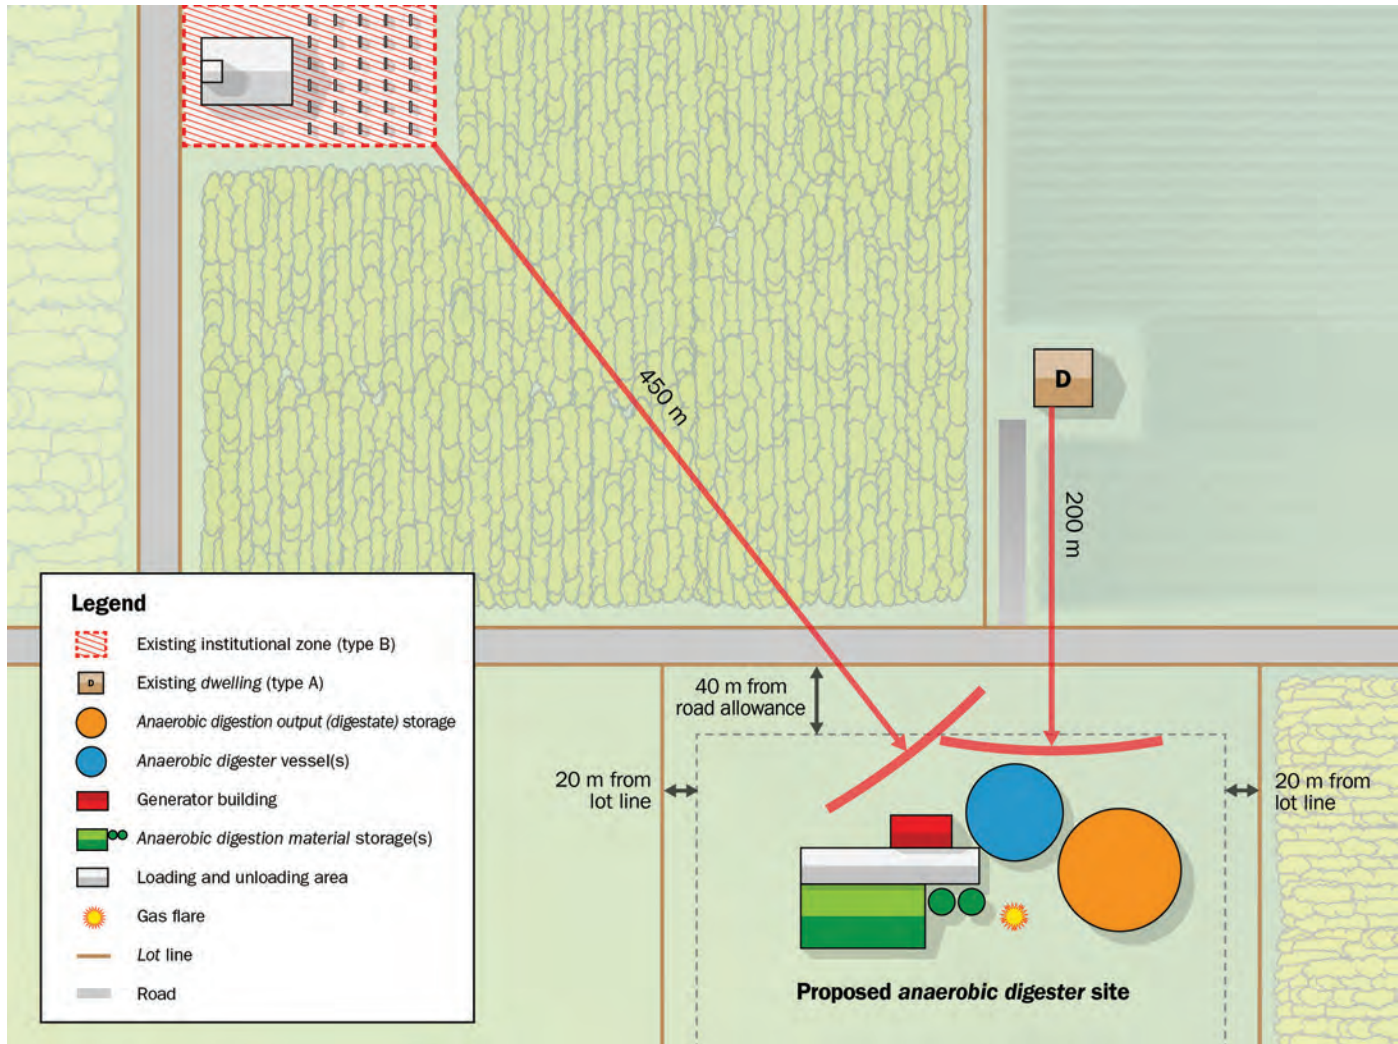 D
450 m
200 m
40 m from
road allowance
20 m from
lot line
20 m from
lot line
Proposed anaerobic digester site
Legend
Existing institutional zone (type B)
D
Existing dwelling (type A)
Anaerobic digestion output (digestate) storage
Anaerobic digester vessel(s)
Generator building
Anaerobic digestion material storage(s)
Loading and unloading area
Gas flare
Lot line
Road